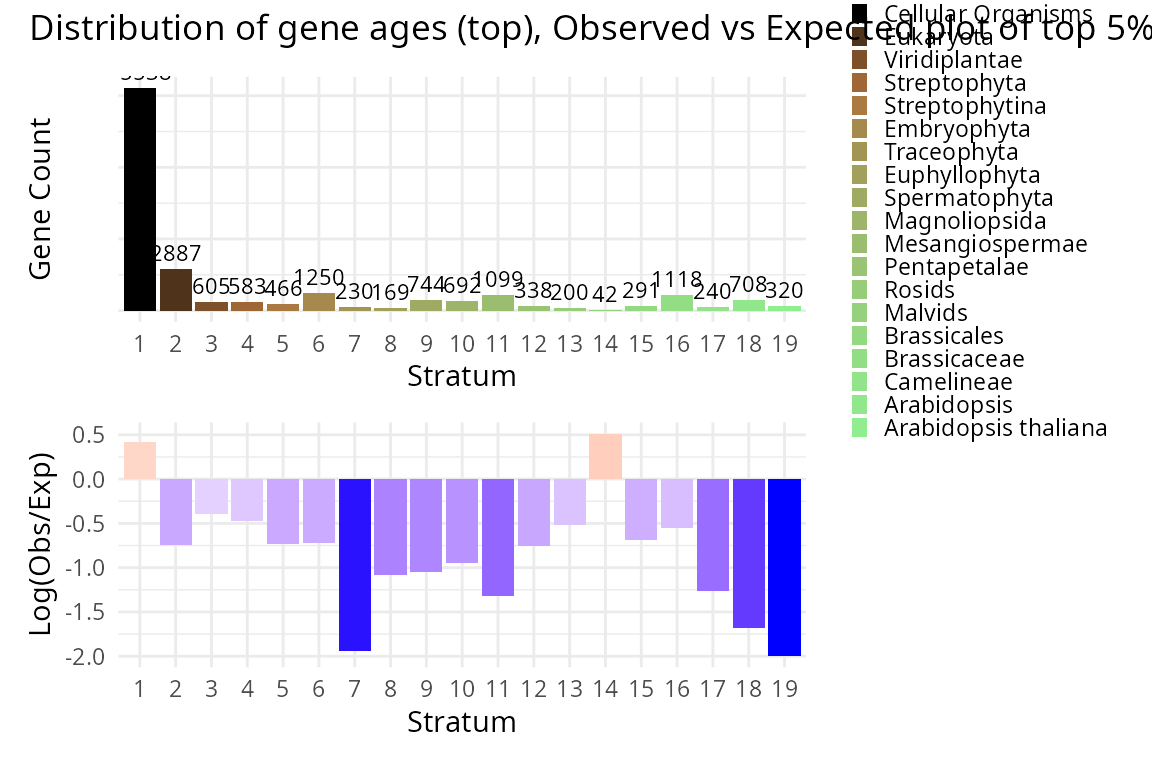 Distribution of gene ages (top), Observed vs Expected plot of top 5%
Cellular Organisms
Eukaryota
Viridiplantae
Streptophyta
Streptophytina
Embryophyta
Traceophyta
Euphyllophyta
Spermatophyta
Magnoliopsida
Mesangiospermae
Pentapetalae
Rosids
Malvids
Brassicales
Brassicaceae
Camelineae
Arabidopsis
Arabidopsis thaliana
Gene Count
2887 605 583 466 1250 230 169 744 692 1099 338 200 42 291 1118 240 708 320
1 2 3 4 5 6 7 8 9 10 11 12 13 14 15 16 17 18 19
Stratum
Log(Obs/Exp)
0.5
0.0
-0.5
-1.0
-1.5
-2.0
1 2 3 4 5 6 7 8 9 10 11 12 13 14 15 16 17 18 19
Stratum